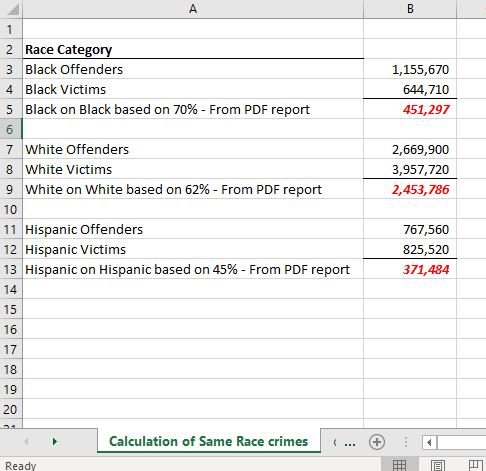 A B
1
2 Race Category
3 Black Offenders 1,155,670
4 Black Victims 644,710
5 Black on Black based on 70% - From PDF report 451,297
6
7 White Offenders 2,669,900
8 White Victims 3,957,720
9 White on White based on 62% - From PDF report 2,453,786
10
11 Hispanic Offenders 767,560
12 Hispanic Victims 825,520
13 Hispanic on Hispanic based on 45% - From PDF report 371,484
14
15
16
17
18
19
20
Calculation of Same Race crimes ...
Ready